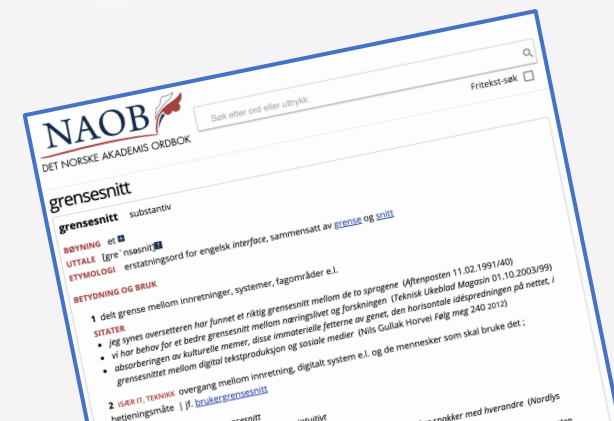 NAOB
DET NORSKE AKADEMIS ORDBOK
Søk etter ord eller uttrykk
Fritekst-søk
grensesnitt
grensesnitt substantiv
BØYNING et
UTTALE [gre`nsəsnit]
ETYMOLOGI erstatningsord for engelsk interface, sammensatt av grense og snitt
BETYDNING OG BRUK
1 delt grense mellom innretninger, systemer, fagområder e.l.
SITATER
• jeg synes oversetteren har funnet et riktig grensesnitt mellom de to sprogene (Aftenposten 11.02.1991/40)
• vi har behov for et bedre grensesnitt mellom næringslivet og forskningen (Teknisk Ukeblad Magasin 01.10.2003/99)
• absorberingen av kulturelle memer, disse immaterielle fetterne av genet, den horisontale idéspredningen på nettet, i
grensesnittet mellom digital tekstproduksjon og sosiale medier (Nils Gullak Horvei Følg meg 240 2012)
2 ISÆR IT, TEKNIKK overgang mellom innretning, digitalt system e.l. og de mennesker som skal bruke det ;
betjeningsmåte | jf. brukergrensesnitt
intuitivt
snakker med hverandre (Nordlys